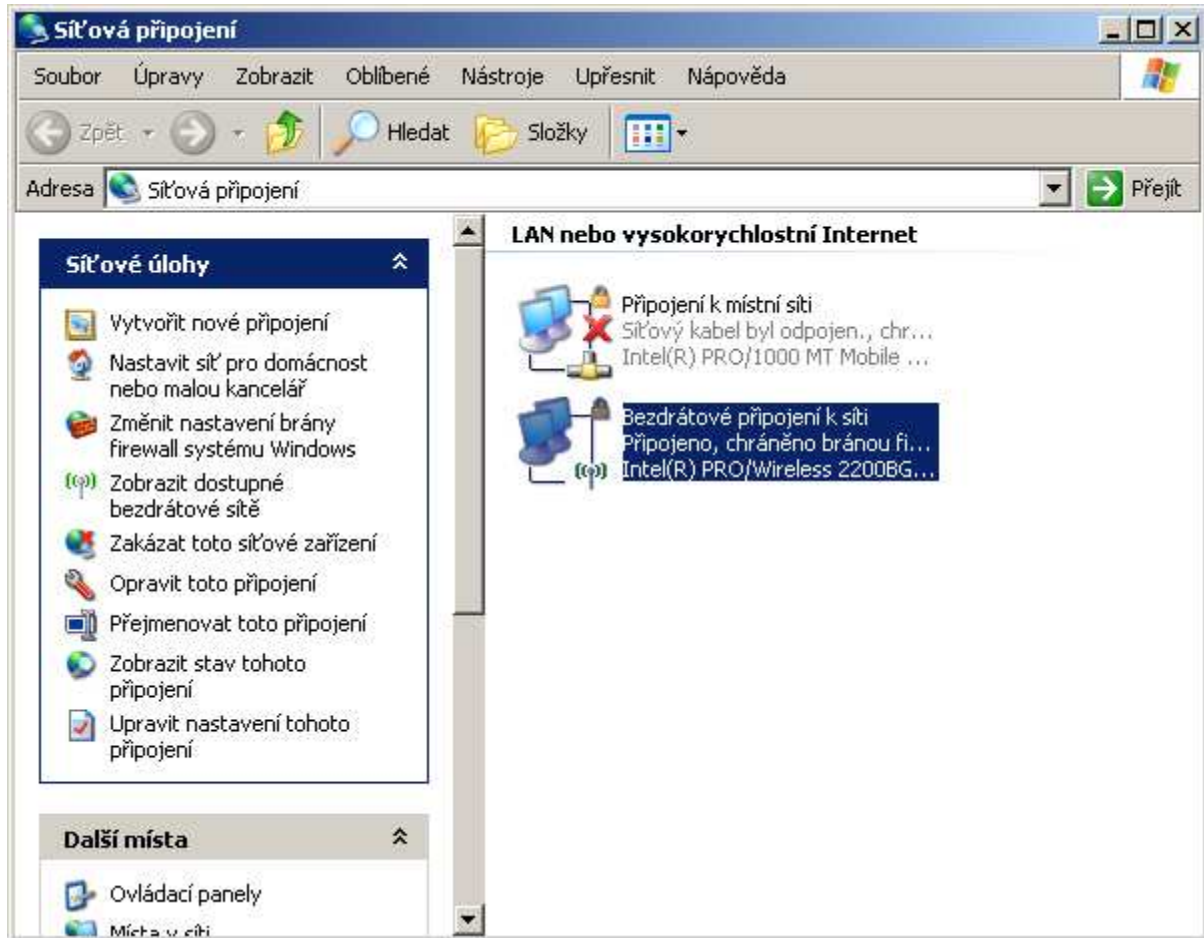 Síťová připojení
Soubor Úpravy Zobrazit Oblíbené Nástroje Upřesnit Nápověda
Zpět Hledat Složky
Adresa Síťová připojení Přejít
Síťové úlohy
Vytvořit nové připojení
Nastavit síť pro domácnost
nebo malou kancelář
Změnit nastavení brány
firewall systému Windows
Zobrazit dostupné
bezdrátové sítě
Zakázat toto síťové zařízení
Opravit toto připojení
Přejmenovat toto připojení
Zobrazit stav tohoto
připojení
Upravit nastavení tohoto
připojení
Další místa
Ovládací panely
Místa v síti
LAN nebo vysokorychlostní Internet
Připojení k místní síti
Síťový kabel byl odpojen., chr...
Intel(R) PRO/1000 MT Mobile ...
Bezdrátové připojení k síti
Připojeno, chráněno bránou fi...
Intel(R) PRO/Wireless 2200BG...